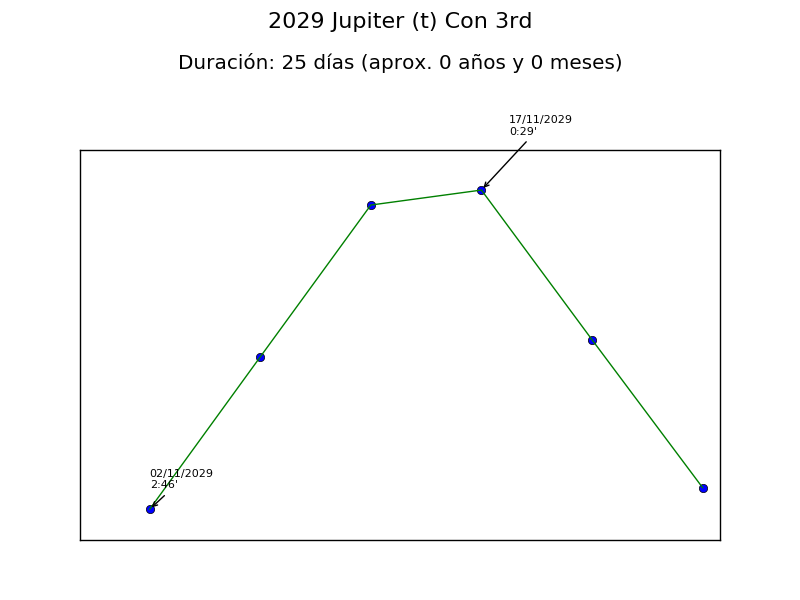 2029 Jupiter (t) Con 3rd
Duración: 25 días (aprox. 0 años y 0 meses)
17/11/2029
0:29'
02/11/2029
2:46'